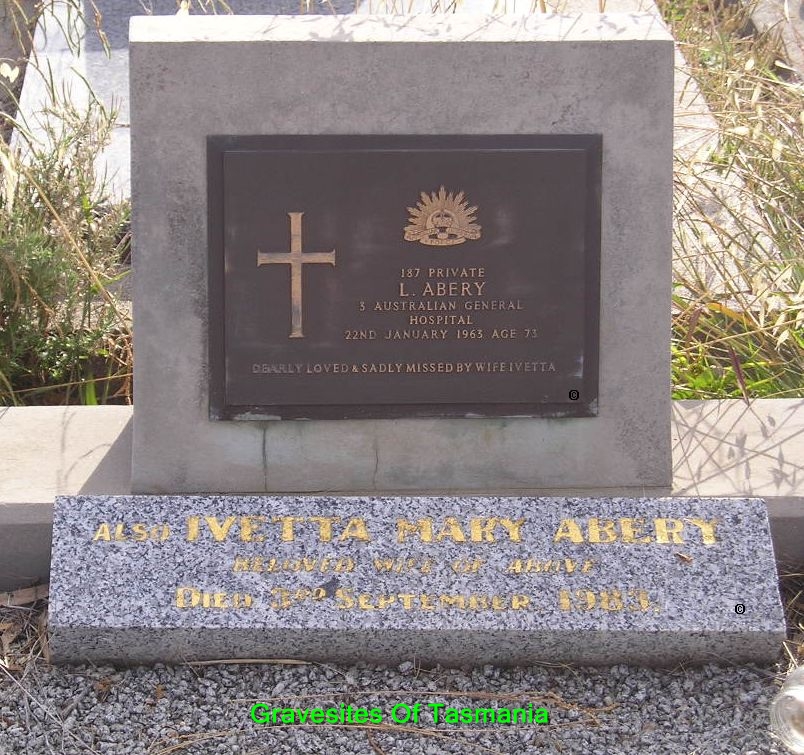 187 PRIVATE
L. ABERY
3 AUSTRALIAN GENERAL
HOSPITAL
22ND JANUARY 1963 AGE 73
DEARLY LOVED & SADLY MISSED BY WIFE IVETTA
©
ALSO IVETTA MARY ABERY
BELOVED WIFE OF ABOVE
DIED 3RD SEPTEMBER, 1983.
©
Gravesites Of Tasmania